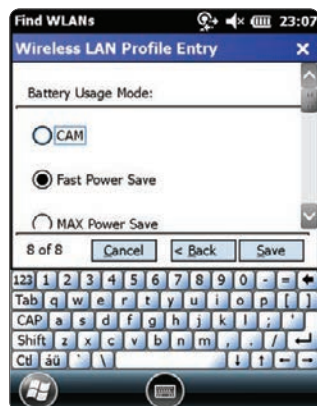 Find WLANs 23:07
Wireless LAN Profile Entry
Battery Usage Mode:
CAM
Fast Power Save
MAX Power Save
8 of 8 Cancel < Back Save
123 1 2 3 4 5 6 7 8 9 0 - =
Tab q w e r t y u i o p [ ]
CAP a s d f g h j k l ; '
Shift z x c v b n m , . /
Ctl áü ` \